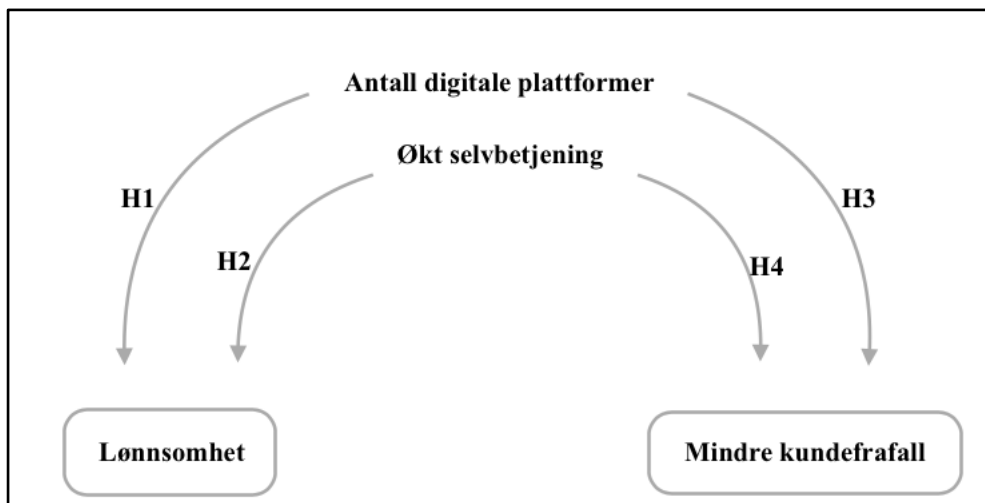 Antall digitale plattformer
Økt selvbetjening
H1
H3
H2
H4
Lønnsomhet
Mindre kundefrafall